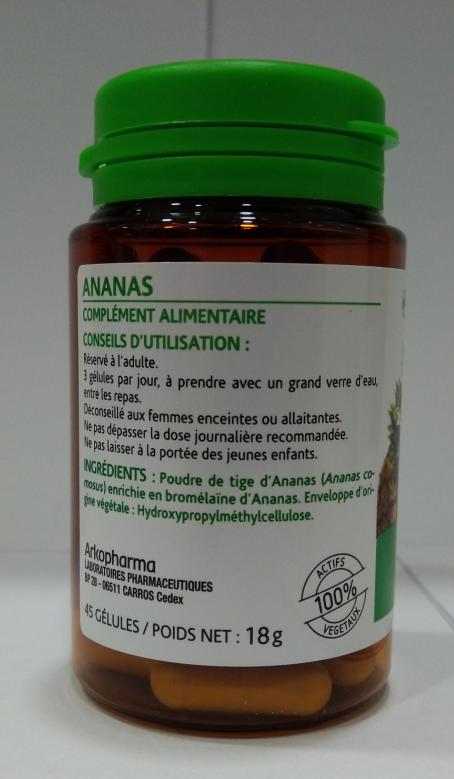 ANANAS
COMPLÉMENT ALIMENTAIRE
CONSEILS D'UTILISATION :
Réservé à l'adulte.
3 gélules par jour, à prendre avec un grand verre d'eau,
entre les repas.
Déconseillé aux femmes enceintes ou allaitantes.
Ne pas dépasser la dose journalière recommandée.
Ne pas laisser à la portée des jeunes enfants.
INGRÉDIENTS : Poudre de tige d'Ananas (Ananas co-
mosus) enrichie en bromélaïne d'Ananas. Enveloppe d'ori-
gine végétale : Hydroxypropylméthylcellulose.
Arkopharma
LABORATOIRES PHARMACEUTIQUES
BP 28 - 06511 CARROS Cedex
45 GÉLULES / POIDS NET : 18g
ACTIFS
100%
VEGETAUX